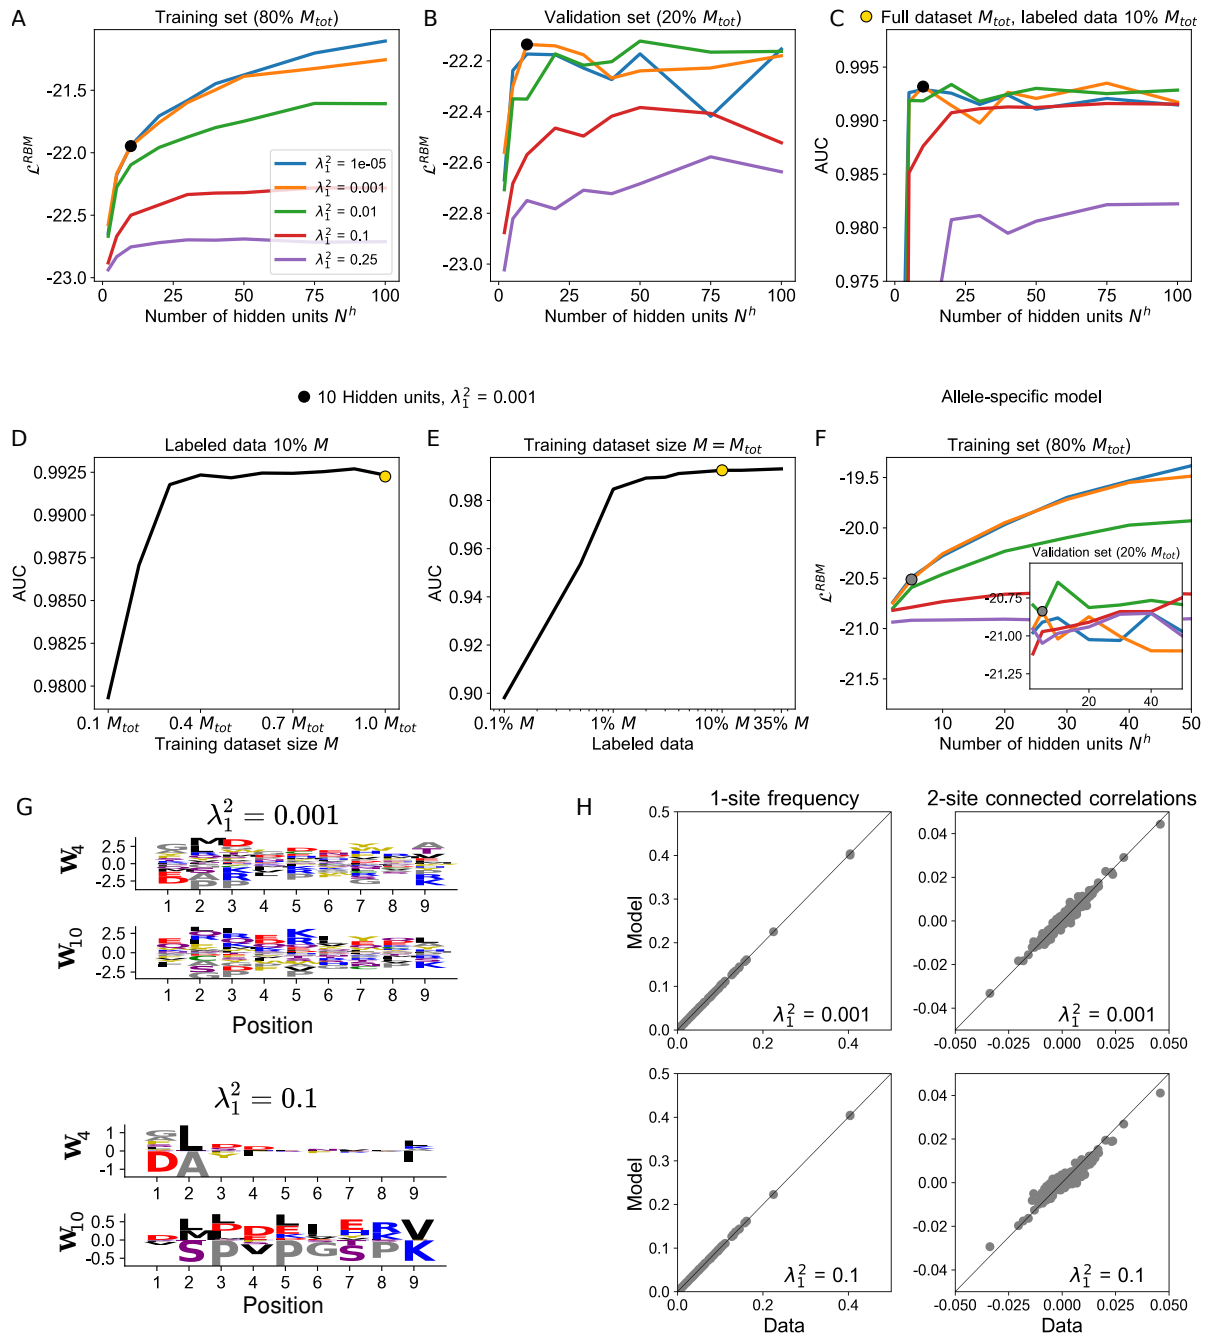 A
Training set (80% M_tot)
-21.5
-22.0
-22.5
-23.0
ℒ^RBM
λ₁² = 1e-05
λ₁² = 0.001
λ₁² = 0.01
λ₁² = 0.1
λ₁² = 0.25
0 25 50 75 100
Number of hidden units N^h
B
Validation set (20% M_tot)
-22.2
-22.4
-22.6
-22.8
-23.0
ℒ^RBM
0 25 50 75 100
Number of hidden units N^h
C
Full dataset M_tot, labeled data 10% M_tot
0.995
0.990
0.985
0.980
0.975
AUC
0 25 50 75 100
Number of hidden units N^h
10 Hidden units, λ₁² = 0.001
Allele-specific model
D
Labeled data 10% M
0.9925
0.9900
0.9875
0.9850
0.9825
0.9800
AUC
0.1 M_tot 0.4 M_tot 0.7 M_tot 1.0 M_tot
Training dataset size M
E
Training dataset size M = M_tot
0.98
0.96
0.94
0.92
0.90
AUC
0.1% M 1% M 10% M 35% M
Labeled data
F
Training set (80% M_tot)
-19.5
-20.0
-20.5
-21.0
-21.5
ℒ^RBM
Validation set (20% M_tot)
-20.75
-21.00
-21.25
20 40
10 20 30 40 50
Number of hidden units N^h
G
λ₁² = 0.001
W₄
2.5
0.0
-2.5
1 2 3 4 5 6 7 8 9
W₁₀
2.5
0.0
-2.5
1 2 3 4 5 6 7 8 9
Position
λ₁² = 0.1
W₄
1
0
-1
D L A
1 2 3 4 5 6 7 8 9
W₁₀
0.5
0.0
-0.5
S P V P G S P K
1 2 3 4 5 6 7 8 9
Position
H
1-site frequency
0.5
0.4
0.3
0.2
0.1
0.0
Model
λ₁² = 0.001
0.0 0.2 0.4
2-site connected correlations
0.04
0.02
0.00
-0.02
-0.04
λ₁² = 0.001
-0.050 -0.025 0.000 0.025 0.050
0.5
0.4
0.3
0.2
0.1
0.0
Model
λ₁² = 0.1
0.0 0.2 0.4
Data
0.04
0.02
0.00
-0.02
-0.04
λ₁² = 0.1
-0.050 -0.025 0.000 0.025 0.050
Data